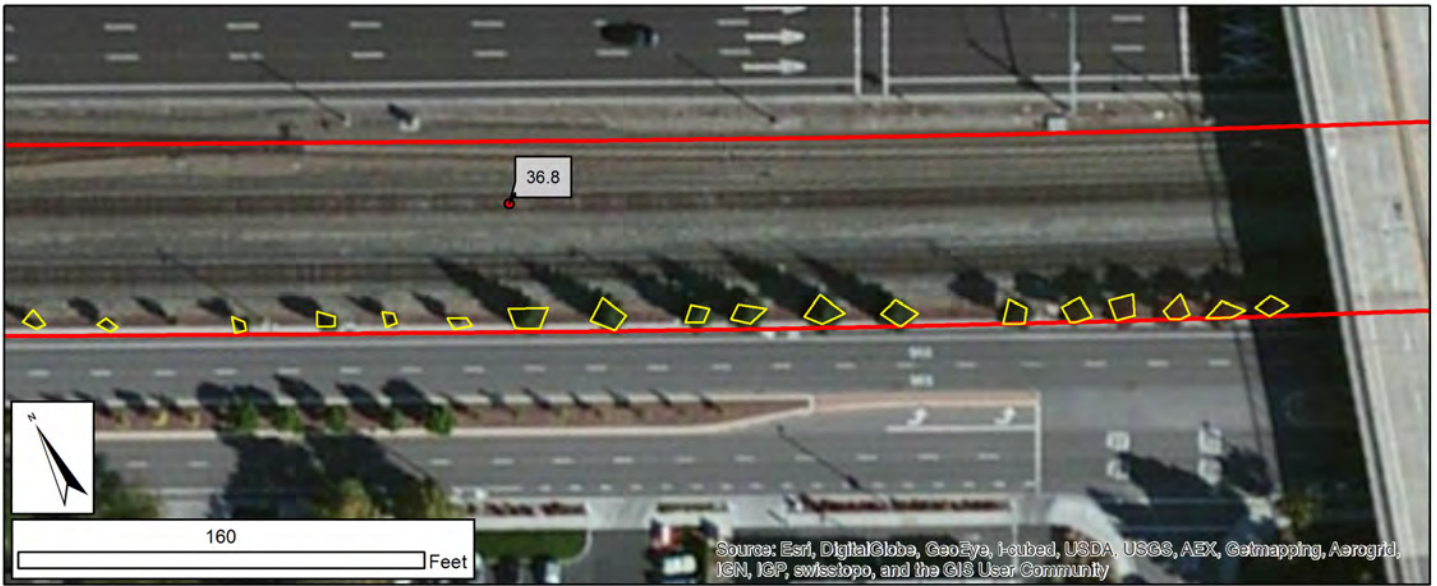 36.8
N
160
Feet
Source: Esri, DigitalGlobe, GeoEye, i-cubed, USDA, USGS, AEX, Getmapping, Aerogrid,
IGN, IGP, swisstopo, and the GIS User Community